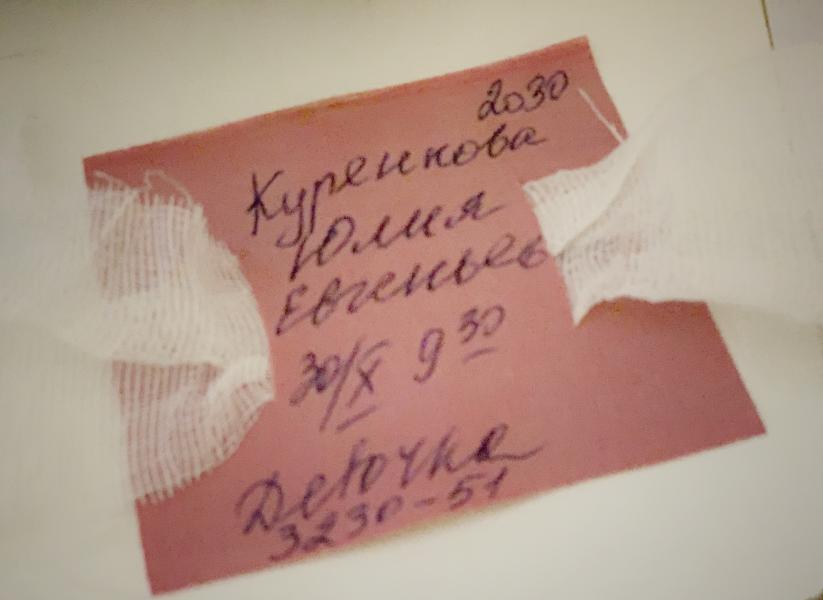 2030
Куренкова
Юлия
Евгеньев
30/X 9 30
Девочка
3230-51